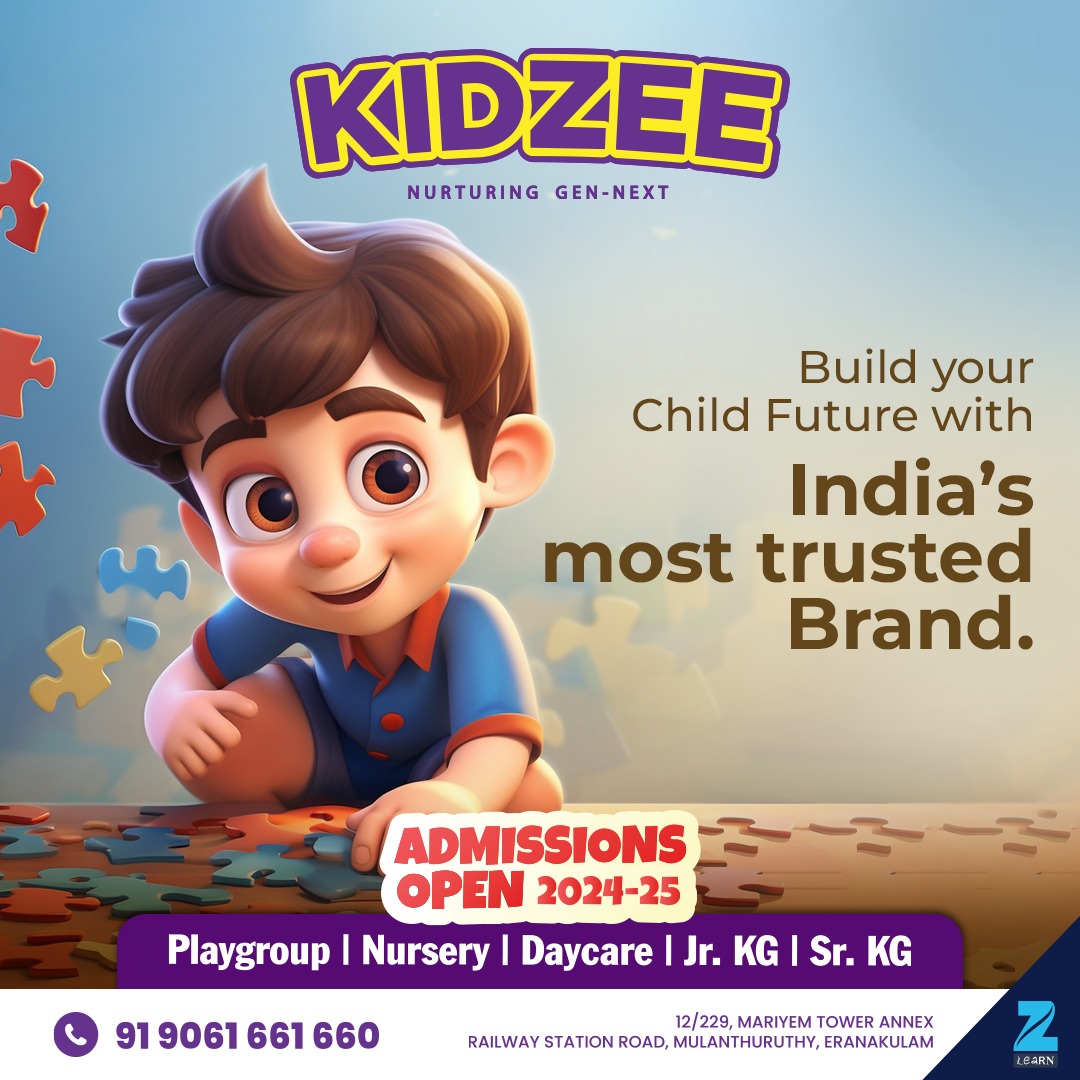 KIDZEE
NURTURING GEN-NEXT
Build your
Child Future with
India's
most trusted
Brand.
ADMISSIONS
OPEN 2024-25
Playgroup | Nursery | Daycare | Jr. KG | Sr. KG
91 9061 661 660
12/229, MARIYEM TOWER ANNEX
RAILWAY STATION ROAD, MULANTHURUTHY, ERANAKULAM
Z
LEARN